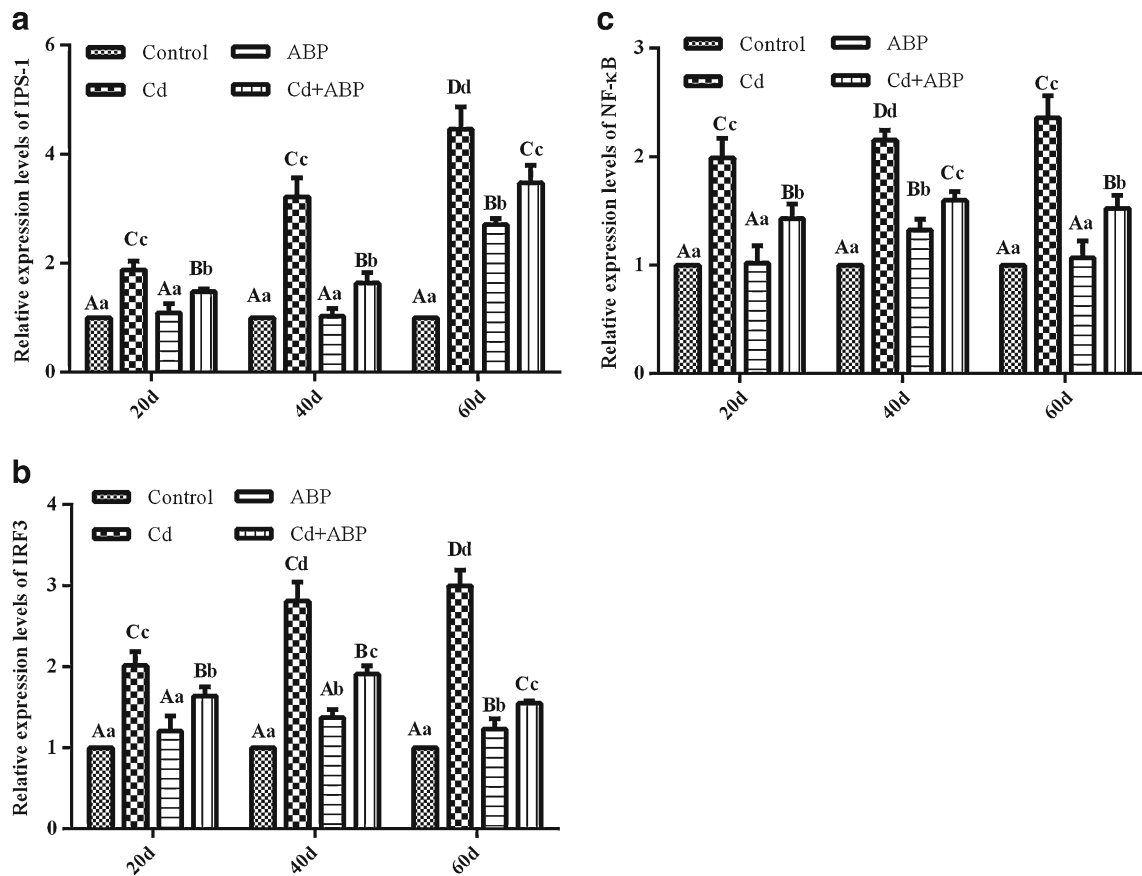 a
Relative expression levels of IPS-1
6
4
2
0
Control
ABP
Cd
Cd+ABP
Aa
Cc
Aa
Bb
Aa
Cc
Aa
Bb
Aa
Dd
Bb
Cc
20d
40d
60d
c
Relative expression levels of NF-κB
3
2
1
0
Control
ABP
Cd
Cd+ABP
Aa
Cc
Aa
Bb
Aa
Dd
Bb
Cc
Aa
Cc
Aa
Bb
20d
40d
60d
b
Relative expression levels of IRF3
4
3
2
1
0
Control
ABP
Cd
Cd+ABP
Aa
Cc
Aa
Bb
Aa
Cd
Ab
Bc
Aa
Dd
Bb
Cc
20d
40d
60d